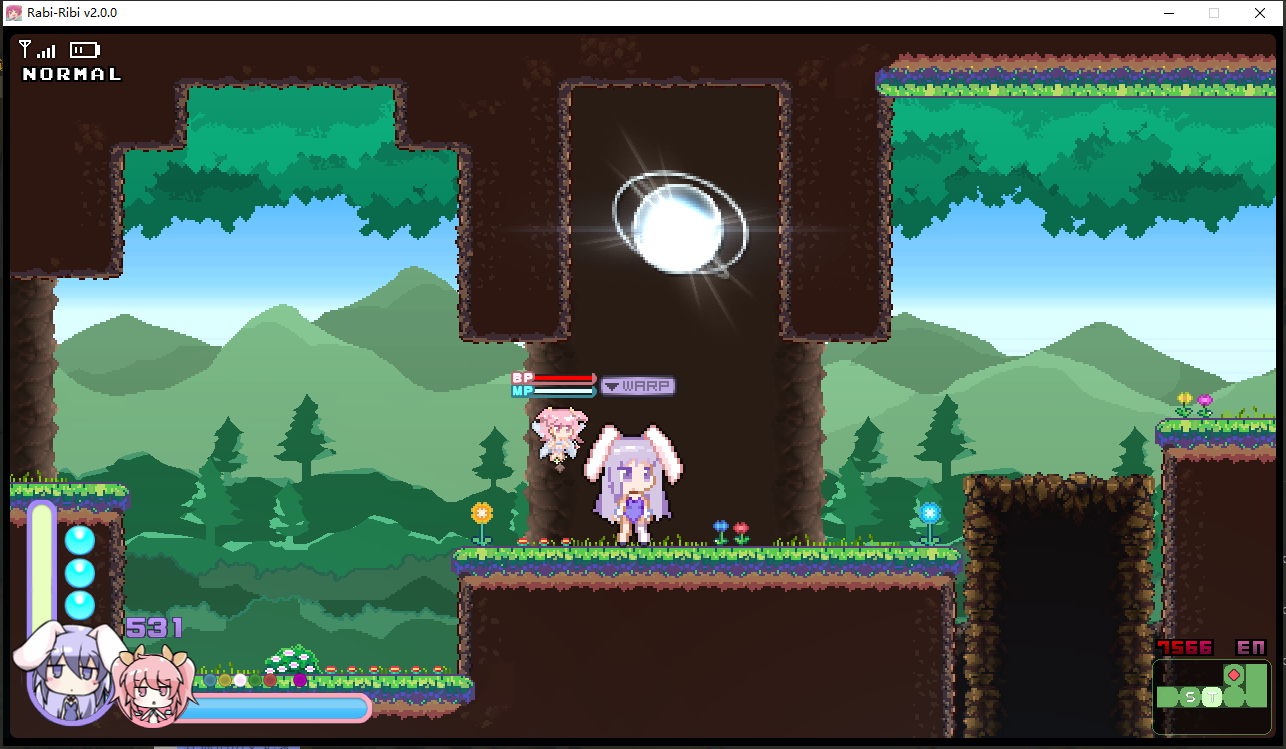 Rabi-Ribi v2.0.0
NORMAL
BP
MP
WARP
531
7566 EN
S T